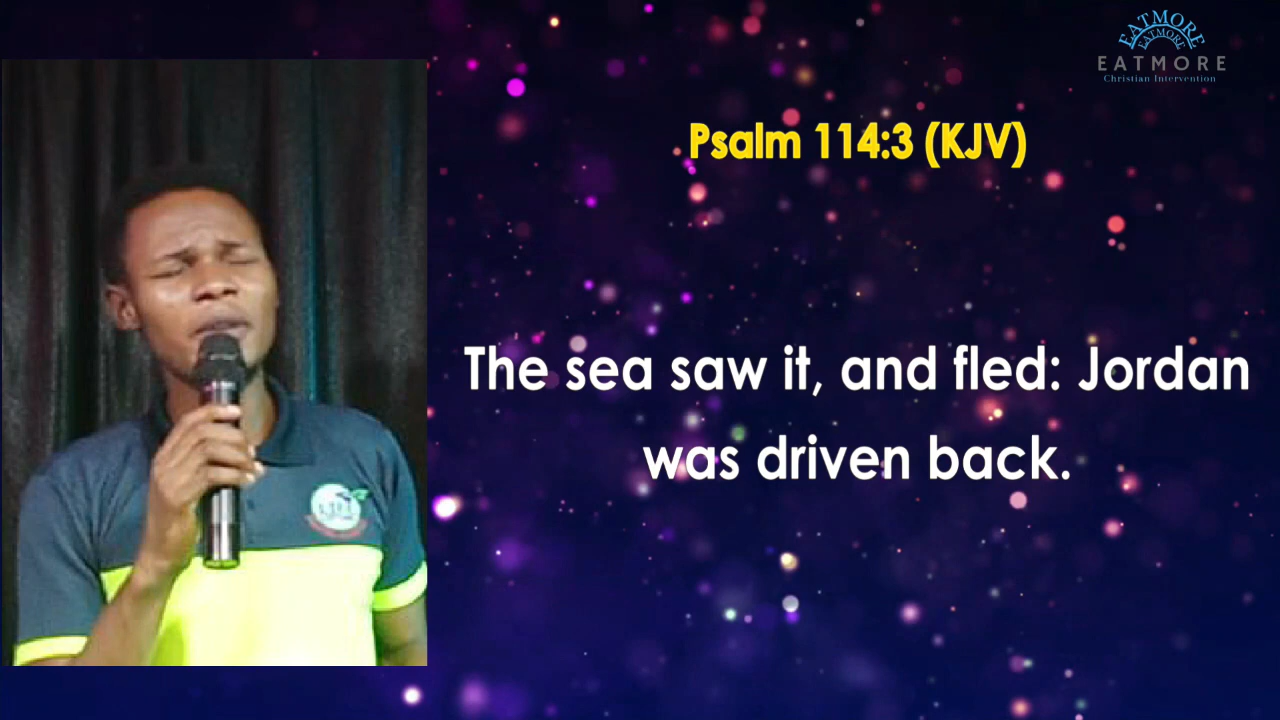 EATMORE
EATMORE
EATMORE
Christian Intervention
Psalm 114:3 (KJV)
The sea saw it, and fled: Jordan
was driven back.